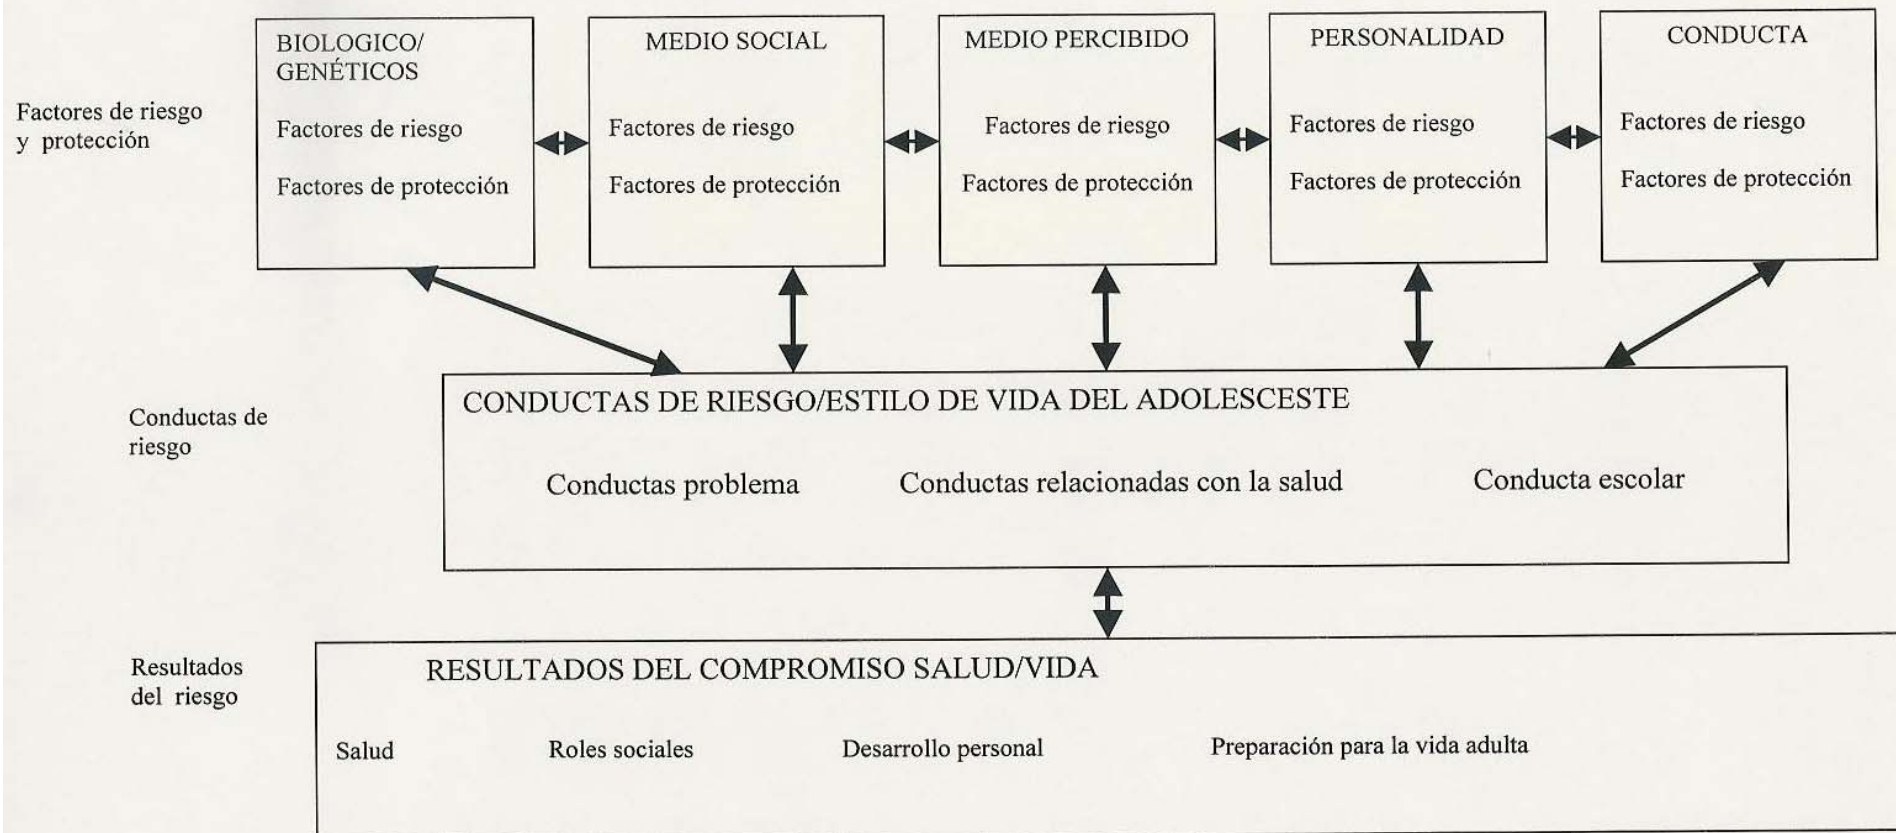 Factores de riesgo
y protección
BIOLOGICO/
GENÉTICOS
Factores de riesgo
Factores de protección
MEDIO SOCIAL
Factores de riesgo
Factores de protección
MEDIO PERCIBIDO
Factores de riesgo
Factores de protección
PERSONALIDAD
Factores de riesgo
Factores de protección
CONDUCTA
Factores de riesgo
Factores de protección
Conductas de
riesgo
CONDUCTAS DE RIESGO/ESTILO DE VIDA DEL ADOLESCESTE
Conductas problema
Conductas relacionadas con la salud
Conducta escolar
Resultados
del riesgo
RESULTADOS DEL COMPROMISO SALUD/VIDA
Salud
Roles sociales
Desarrollo personal
Preparación para la vida adulta